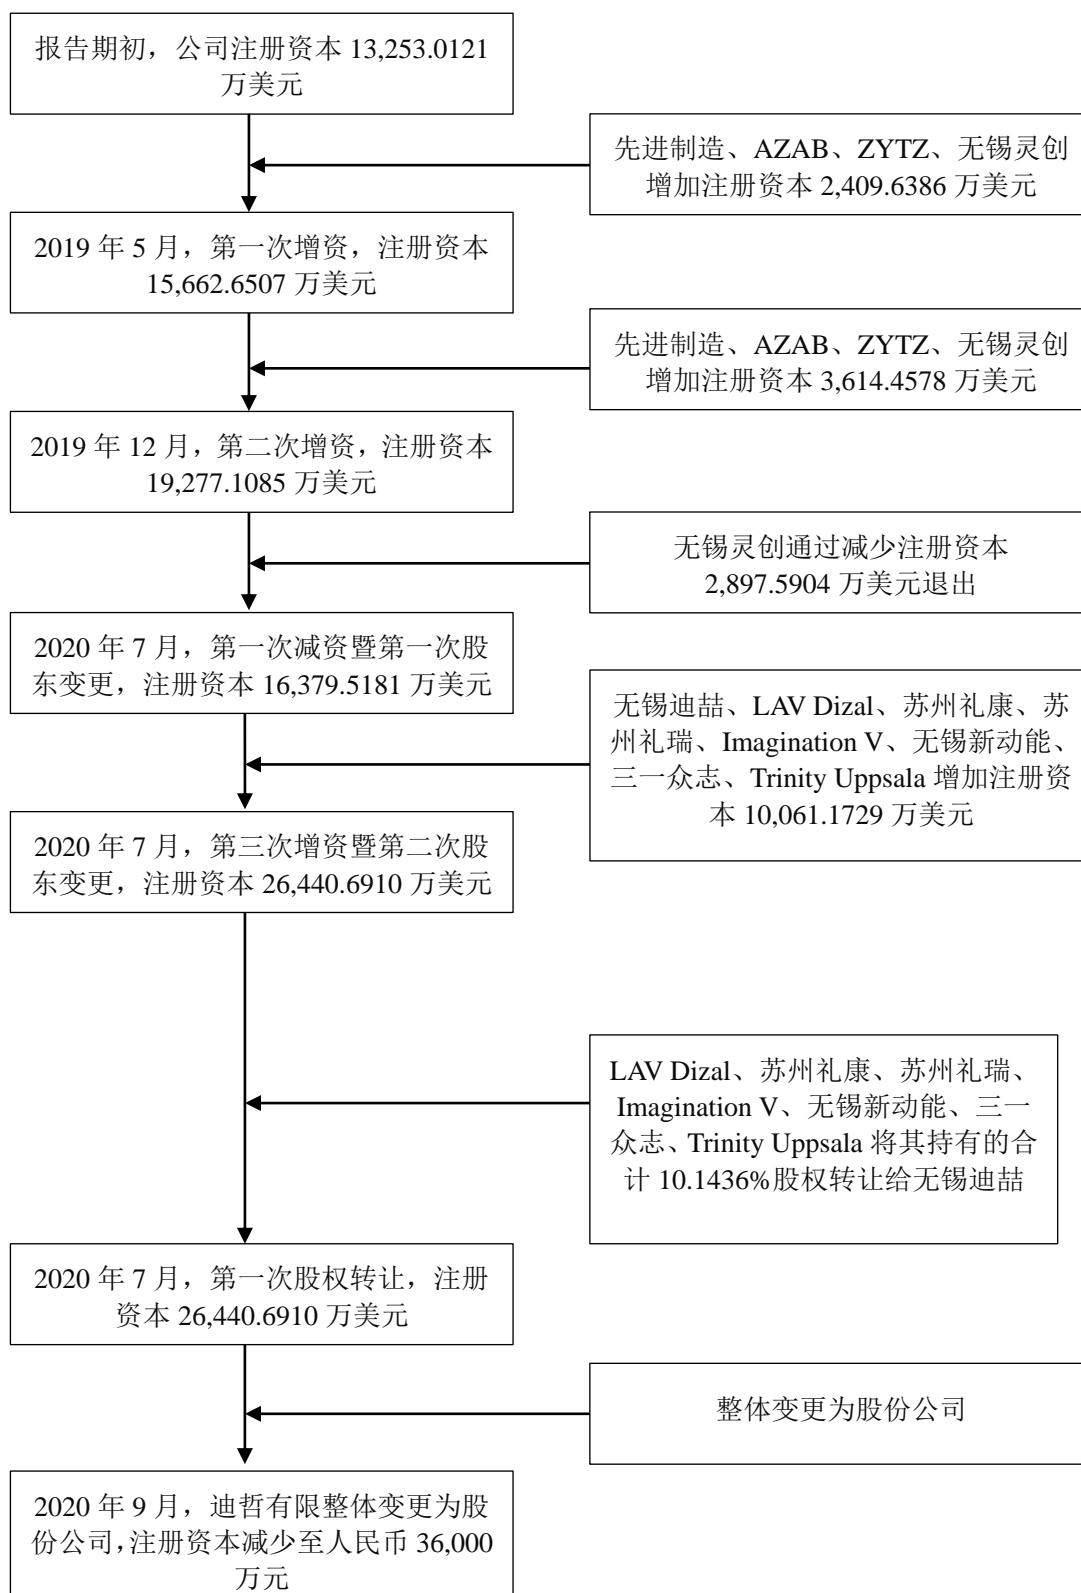 报告期初，公司注册资本 13,253.0121
万美元
先进制造、AZAB、ZYTZ、无锡灵创
增加注册资本 2,409.6386 万美元
2019 年 5 月，第一次增资，注册资本
15,662.6507 万美元
先进制造、AZAB、ZYTZ、无锡灵创
增加注册资本 3,614.4578 万美元
2019 年 12 月，第二次增资，注册资本
19,277.1085 万美元
无锡灵创通过减少注册资本
2,897.5904 万美元退出
2020 年 7 月，第一次减资暨第一次股
东变更，注册资本 16,379.5181 万美元
无锡迪喆、LAV Dizal、苏州礼康、苏
州礼瑞、Imagination V、无锡新动能、
三一众志、Trinity Uppsala 增加注册资
本 10,061.1729 万美元
2020 年 7 月，第三次增资暨第二次股
东变更，注册资本 26,440.6910 万美元
LAV Dizal、苏州礼康、苏州礼瑞、
Imagination V、无锡新动能、三一
众志、Trinity Uppsala 将其持有的合
计 10.1436%股权转让给无锡迪喆
2020 年 7 月，第一次股权转让，注册
资本 26,440.6910 万美元
整体变更为股份公司
2020 年 9 月，迪哲有限整体变更为股
份公司，注册资本减少至人民币 36,000
万元